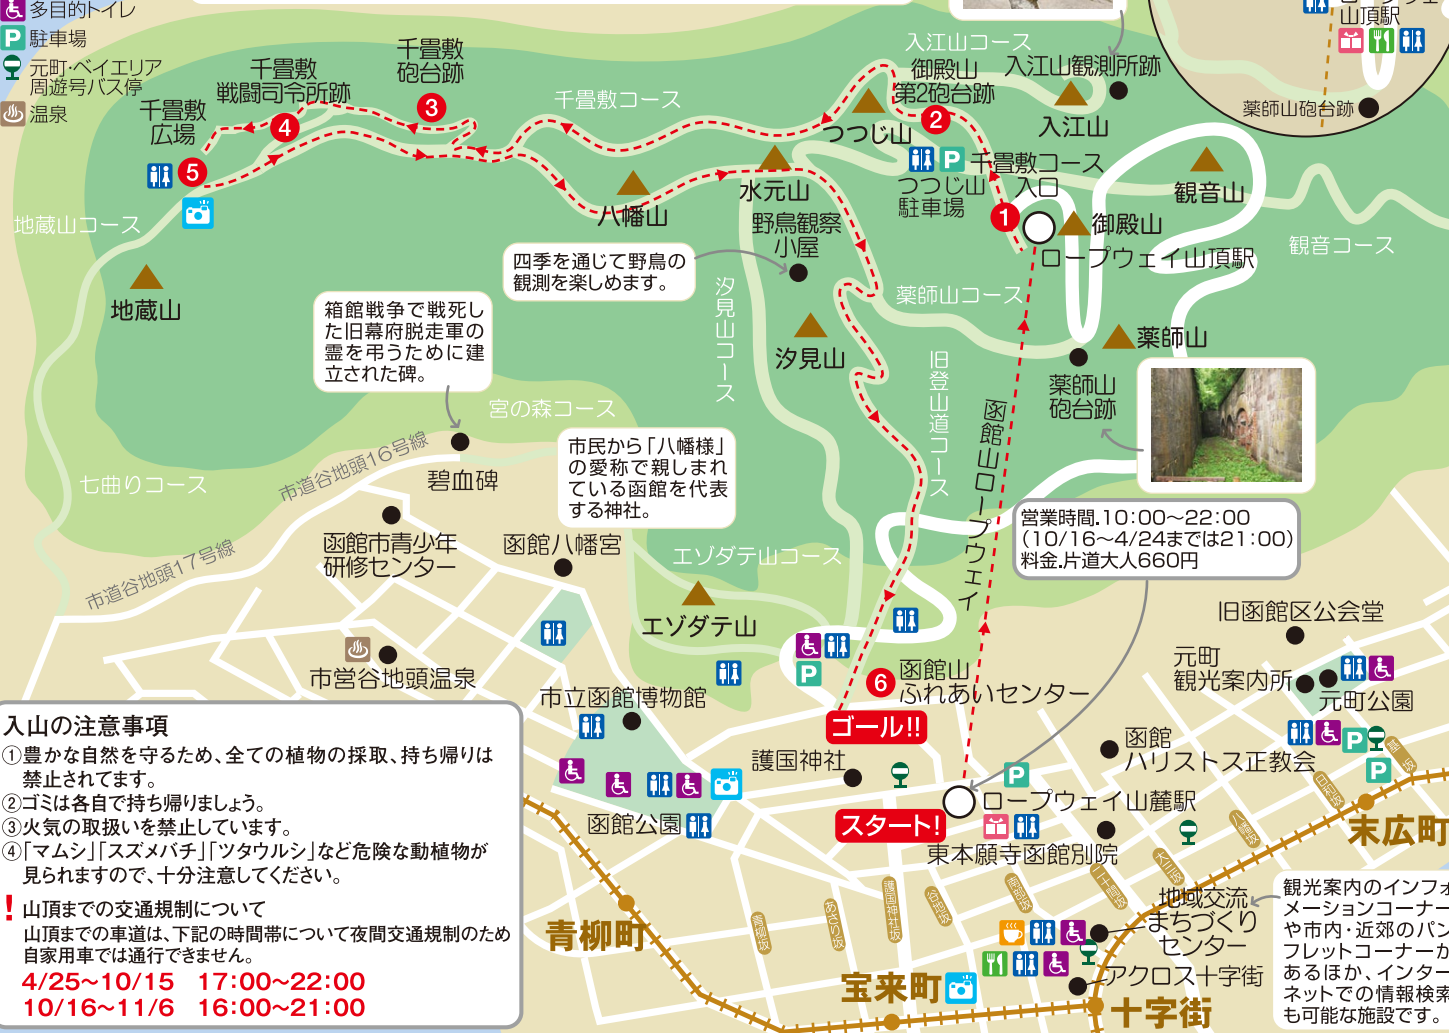 多目的トイレ
駐車場
元町・ベイエリア
周遊号バス停
温泉
千畳敷
広場
千畳敷
戦闘司令所跡
千畳敷
砲台跡
千畳敷コース
入江山コース
御殿山
第2砲台跡
入江山観測所跡
入江山
つつじ山
つつじ山
駐車場
千畳敷コース
入口
山頂駅
薬師山砲台跡
観音山
観音コース
御殿山
ロープウェイ山頂駅
水元山
野鳥観察
小屋
八幡山
地蔵山コース
地蔵山
四季を通じて野鳥の
観測を楽しめます。
箱館戦争で戦死し
た旧幕府脱走軍の
霊を弔うために建
立された碑。
汐見山コース
汐見山
薬師山コース
薬師山
薬師山
砲台跡
旧登山道コース
函館山ロープウェイ
宮の森コース
市民から「八幡様」
の愛称で親しまれ
ている函館を代表
する神社。
碧血碑
市道谷地頭16号線
七曲りコース
市道谷地頭17号線
函館市青少年
研修センター
函館八幡宮
エゾダテ山コース
エゾダテ山
営業時間.10:00〜22:00
(10/16〜4/24までは21:00)
料金.片道大人660円
旧函館区公会堂
元町
観光案内所
元町公園
市営谷地頭温泉
市立函館博物館
函館山
ふれあいセンター
ゴール!!
護国神社
函館
ハリストス正教会
ロープウェイ山麓駅
スタート!
東本願寺函館別院
函館公園
末広町
日和坂
八幡坂
大三坂
二十間坂
南部坂
谷地坂
護国神社坂
あさり坂
青柳坂
青柳町
宝来町
十字街
地域交流
まちづくり
センター
アクロス十字街
観光案内のインフォ
メーションコーナー
や市内・近郊のパン
フレットコーナーが
あるほか、インター
ネットでの情報検索
も可能な施設です。
入山の注意事項
①豊かな自然を守るため、全ての植物の採取、持ち帰りは
禁止されてます。
②ゴミは各自で持ち帰りましょう。
③火気の取扱いを禁止しています。
④「マムシ」「スズメバチ」「ツタウルシ」など危険な動植物が
見られますので、十分注意してください。
! 山頂までの交通規制について
山頂までの車道は、下記の時間帯について夜間交通規制のため
自家用車では通行できません。
4/25〜10/15 17:00〜22:00
10/16〜11/6 16:00〜21:00